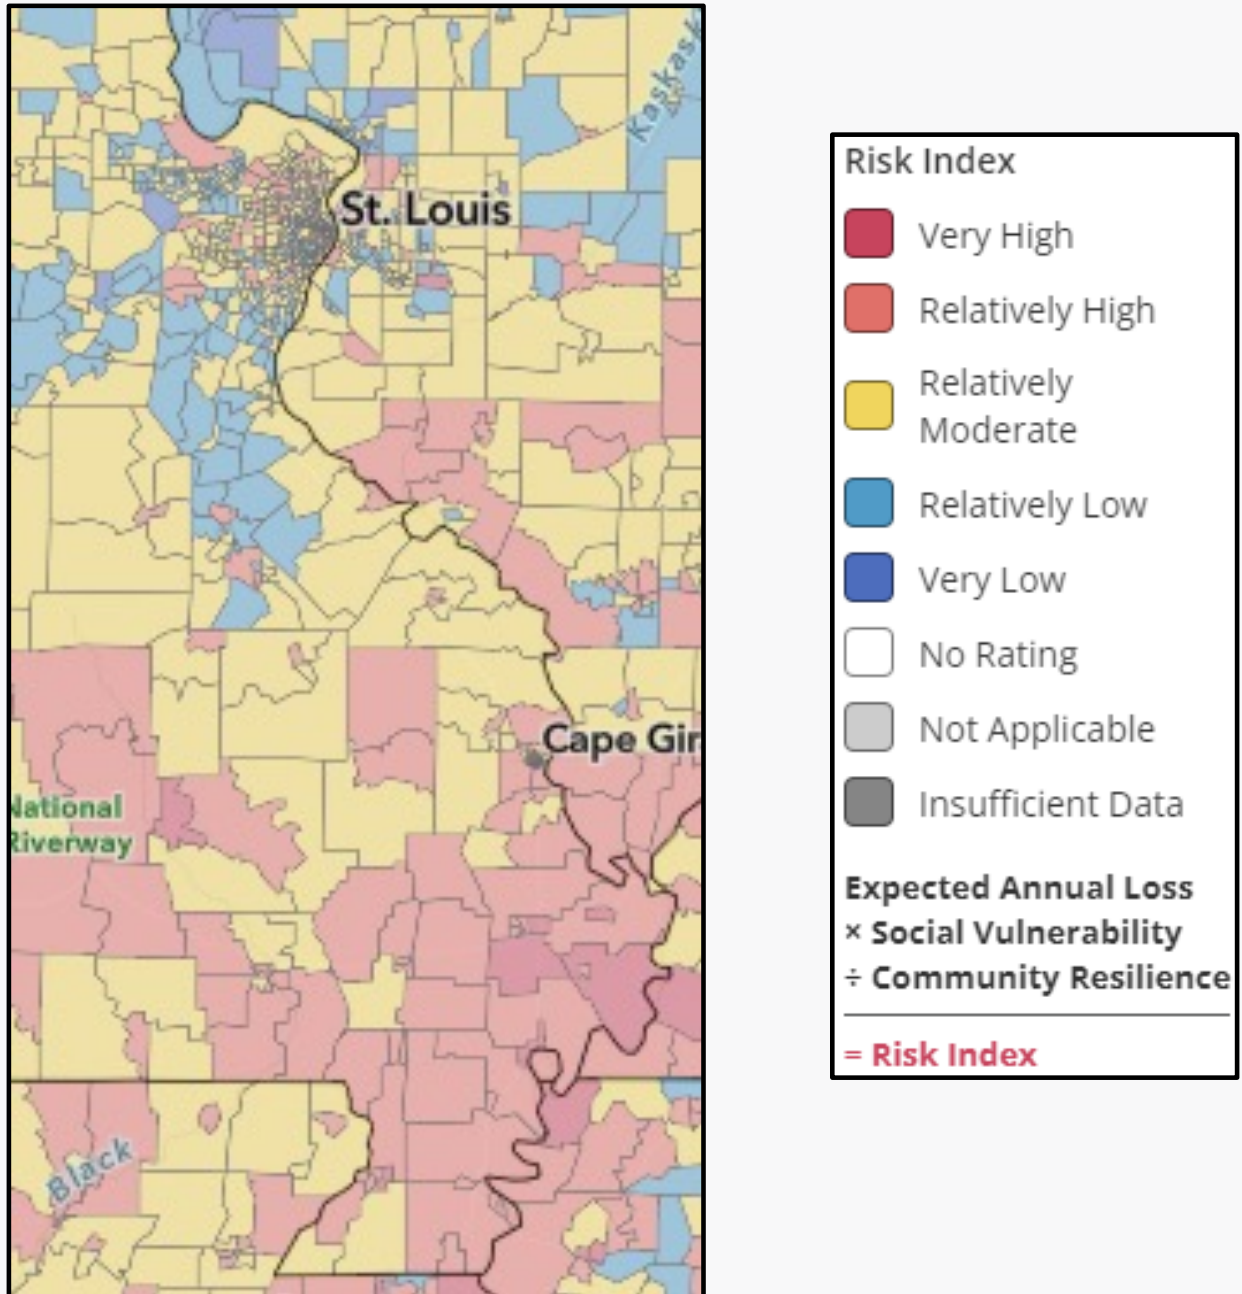 Kaskask
St. Louis
Cape Gir
National
Riverway
Black
Risk Index
Very High
Relatively High
Relatively
Moderate
Relatively Low
Very Low
No Rating
Not Applicable
Insufficient Data
Expected Annual Loss
× Social Vulnerability
÷ Community Resilience
= Risk Index